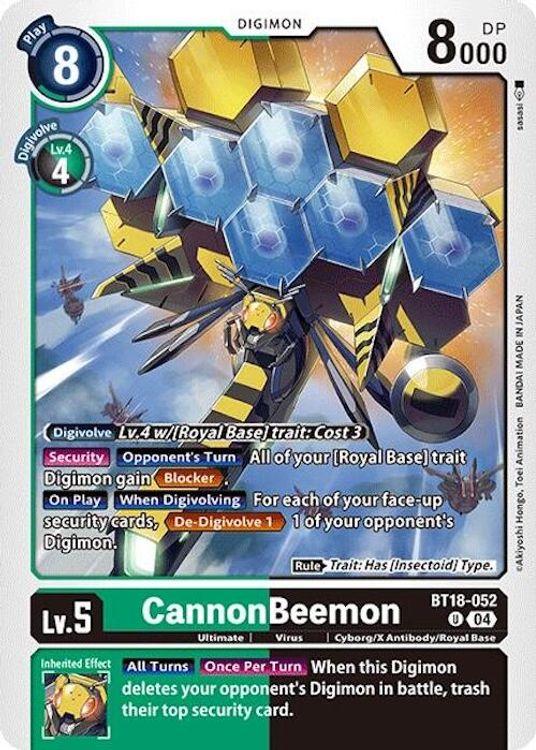 Play
8
DIGIMON
8000
DP
Digivolve
Lv.4
4
sasasi
Digivolve Lv.4 w/[Royal Base] trait: Cost 3
Security Opponent's Turn All of your [Royal Base] trait
Digimon gain Blocker.
On Play When Digivolving For each of your face-up
security cards, De-Digivolve 1 1 of your opponent's
Digimon.
Rule Trait: Has [Insectoid] Type.
©Akiyoshi Hongo, Toei Animation BANDAI MADE IN JAPAN
Lv.5
CannonBeemon
BT18-052
U 04
Ultimate | Virus | Cyborg/X Antibody/Royal Base
Inherited Effect
All Turns Once Per Turn When this Digimon
deletes your opponent's Digimon in battle, trash
their top security card.